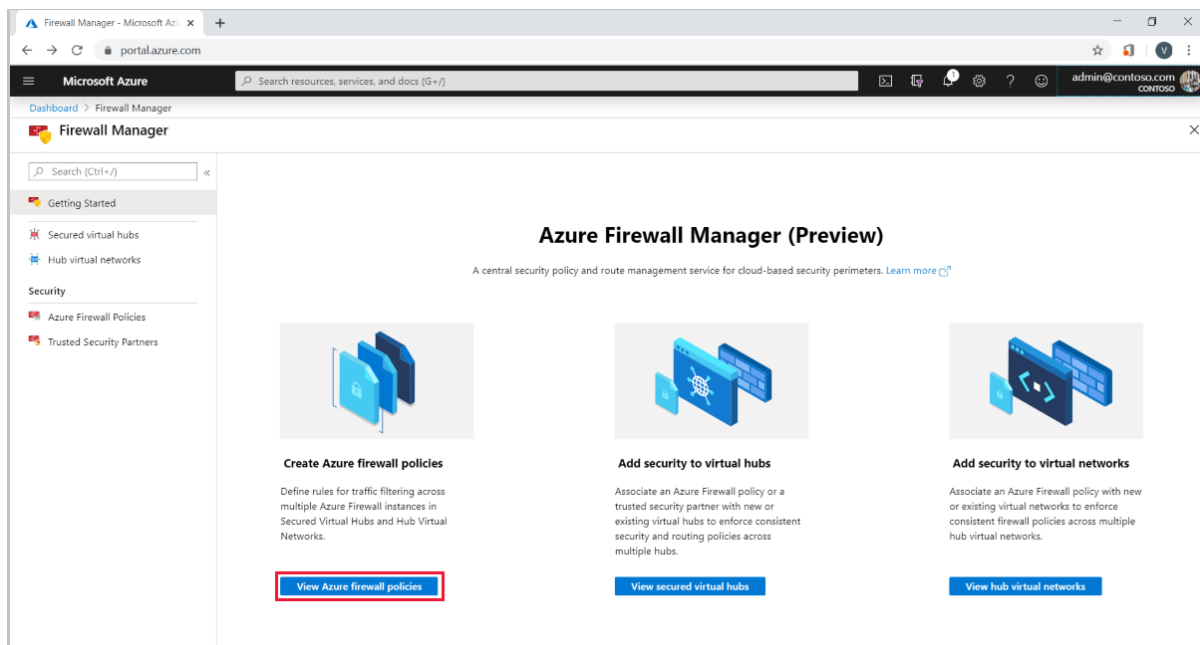 Firewall Manager - Microsoft Az
portal.azure.com
V
Microsoft Azure
Search resources, services, and docs (G+/)
1
admin@contoso.com
CONTOSO
Dashboard > Firewall Manager
Firewall Manager
Search (Ctrl+/)
Getting Started
Secured virtual hubs
Hub virtual networks
Security
Azure Firewall Policies
Trusted Security Partners
Azure Firewall Manager (Preview)
A central security policy and route management service for cloud-based security perimeters. Learn more
Create Azure firewall policies
Define rules for traffic filtering across
multiple Azure Firewall instances in
Secured Virtual Hubs and Hub Virtual
Networks.
View Azure firewall policies
Add security to virtual hubs
Associate an Azure Firewall policy or a
trusted security partner with new or
existing virtual hubs to enforce consistent
security and routing policies across
multiple hubs.
View secured virtual hubs
Add security to virtual networks
Associate an Azure Firewall policy with new
or existing virtual networks to enforce
consistent firewall policies across multiple
hub virtual networks.
View hub virtual networks